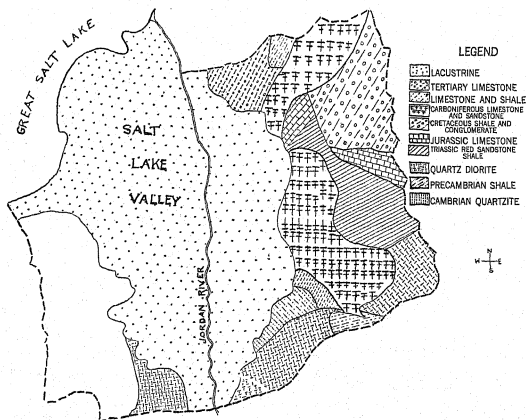 GREAT SALT LAKE
SALT
LAKE
VALLEY
JORDAN RIVER
LEGEND
LACUSTRINE
TERTIARY LIMESTONE
LIMESTONE AND SHALE
CARBONIFEROUS LIMESTONE
AND SANDSTONE
CRETACEOUS SHALE AND
CONGLOMERATE
JURASSIC LIMESTONE
TRIASSIC RED SANDSTONE
SHALE
QUARTZ DIORITE
PRECAMBRIAN SHALE
CAMBRIAN QUARTZITE
N
W E
S